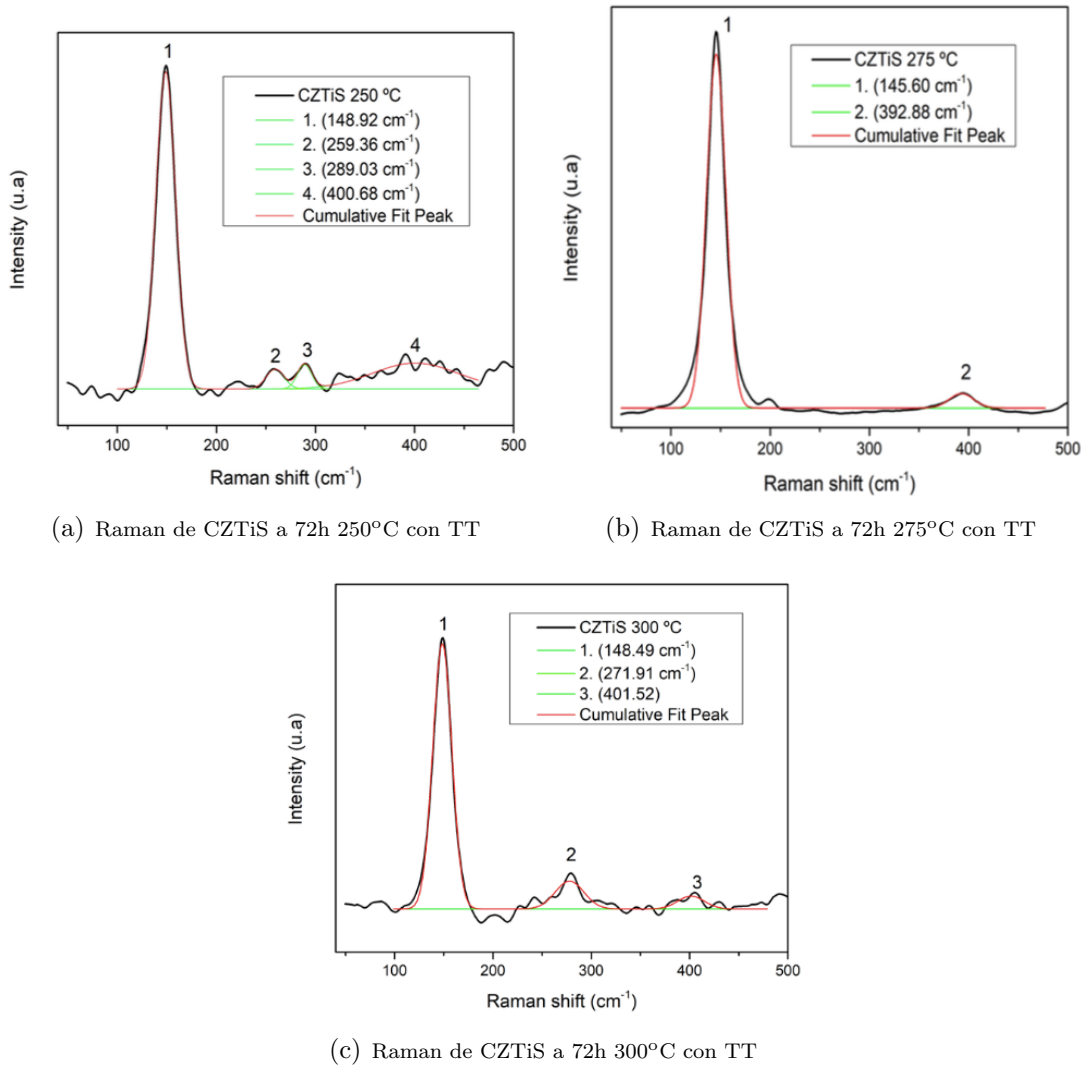 1
CZTiS 250 ºC
1. (148.92 cm-1)
2. (259.36 cm-1)
3. (289.03 cm-1)
4. (400.68 cm-1)
Cumulative Fit Peak
2
3
4
Intensity (u.a)
100
200
300
400
500
Raman shift (cm-1)
(a) Raman de CZTiS a 72h 250ºC con TT
1
CZTiS 275 ºC
1. (145.60 cm-1)
2. (392.88 cm-1)
Cumulative Fit Peak
2
Intensity (u.a)
100
200
300
400
500
Raman shift (cm-1)
(b) Raman de CZTiS a 72h 275ºC con TT
1
CZTiS 300 ºC
1. (148.49 cm-1)
2. (271.91 cm-1)
3. (401.52)
Cumulative Fit Peak
2
3
Intensity (u.a)
100
200
300
400
500
Raman shift (cm-1)
(c) Raman de CZTiS a 72h 300ºC con TT